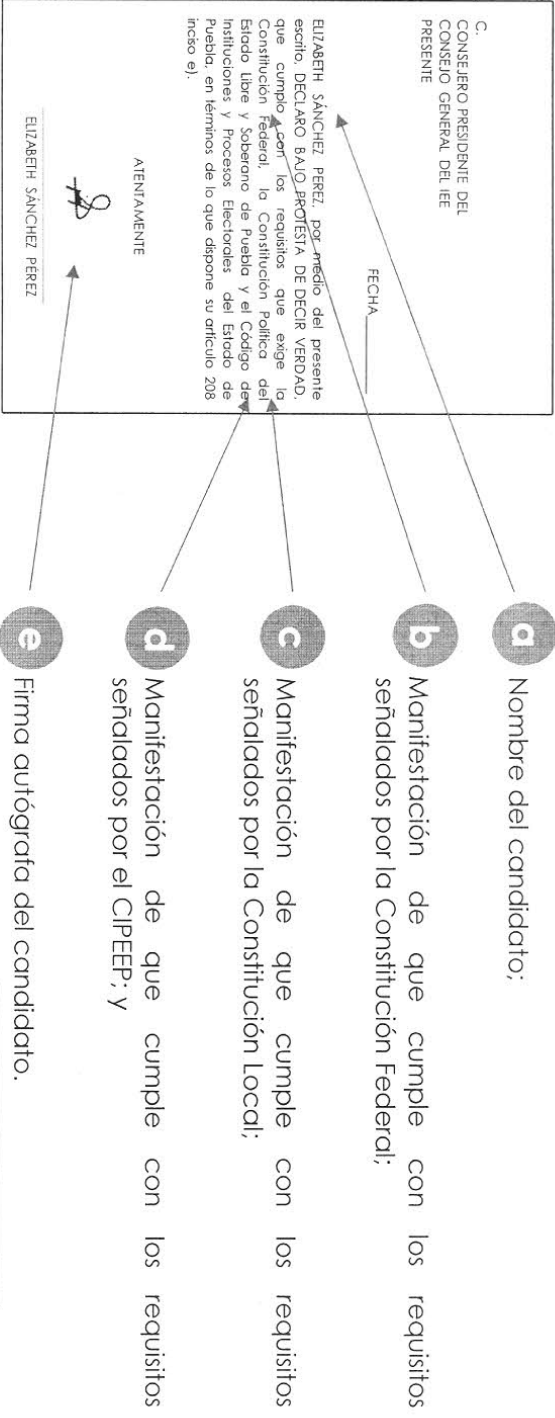 C.
CONSEJERO PRESIDENTE DEL
CONSEJO GENERAL DEL IEE
PRESENTE
FECHA
ELIZABETH SÁNCHEZ PEREZ, por medio del presente
escrito, DECLARO BAJO PROTESTA DE DECIR VERDAD,
que cumplo con los requisitos que exige la
Constitución Federal, la Constitución Política del
Estado Libre y Soberano de Puebla y el Código de
Instituciones y Procesos Electorales del Estado de
Puebla, en términos de lo que dispone su artículo 208
inciso e).
ATENTAMENTE
ELIZABETH SÁNCHEZ PÉREZ
a Nombre del candidato;
b Manifestación de que cumple con los requisitos
señalados por la Constitución Federal;
c Manifestación de que cumple con los requisitos
señalados por la Constitución Local;
d Manifestación de que cumple con los requisitos
señalados por el CIPEEP; y
e Firma autógrafa del candidato.